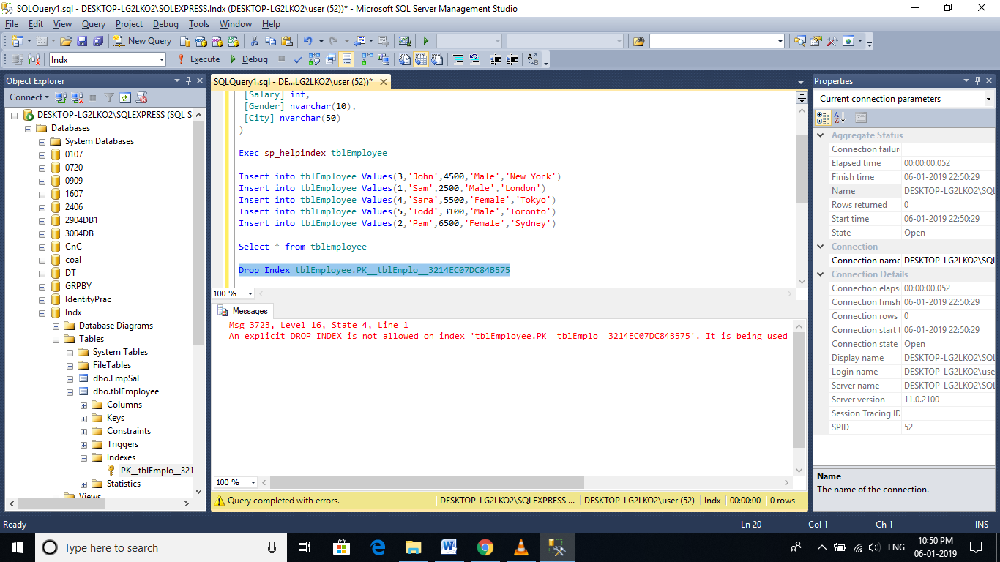 SQLQuery1.sql - DESKTOP-LG2LKO2\SQLEXPRESS.Indx (DESKTOP-LG2LKO2\user (52))* - Microsoft SQL Server Management Studio
File Edit View Query Project Debug Tools Window Help
New Query
Indx Execute Debug
Object Explorer
Connect
DESKTOP-LG2LKO2\SQLEXPRESS (SQL S
Databases
System Databases
0107
0720
0909
1607
2406
2904DB1
3004DB
CnC
coal
DT
GRPBY
IdentityPrac
Indx
Database Diagrams
Tables
System Tables
FileTables
dbo.EmpSal
dbo.tblEmployee
Columns
Keys
Constraints
Triggers
Indexes
PK__tblEmplo__321
Statistics
Views
SQLQuery1.sql - DE...LG2LKO2\user (52))*
[Salary] int,
[Gender] nvarchar(10),
[City] nvarchar(50)
)
Exec sp_helpindex tblEmployee
Insert into tblEmployee Values(3,'John',4500,'Male','New York')
Insert into tblEmployee Values(1,'Sam',2500,'Male','London')
Insert into tblEmployee Values(4,'Sara',5500,'Female','Tokyo')
Insert into tblEmployee Values(5,'Todd',3100,'Male','Toronto')
Insert into tblEmployee Values(2,'Pam',6500,'Female','Sydney')
Select * from tblEmployee
Drop Index tblEmployee.PK__tblEmplo__3214EC07DC84B575
100 %
Messages
Msg 3723, Level 16, State 4, Line 1
An explicit DROP INDEX is not allowed on index 'tblEmployee.PK__tblEmplo__3214EC07DC84B575'. It is being used
100 %
Query completed with errors. DESKTOP-LG2LKO2\SQLEXPRESS ... DESKTOP-LG2LKO2\user (52) Indx 00:00:00 0 rows
Properties
Current connection parameters
Aggregate Status
Connection failure
Elapsed time 00:00:00.052
Finish time 06-01-2019 22:50:29
Name DESKTOP-LG2LKO2\SQL
Rows returned 0
Start time 06-01-2019 22:50:29
State Open
Connection
Connection name DESKTOP-LG2LKO2\SQL
Connection Details
Connection elaps 00:00:00.052
Connection finish 06-01-2019 22:50:29
Connection rows 0
Connection start t 06-01-2019 22:50:29
Connection state Open
Display name DESKTOP-LG2LKO2\SQL
Login name DESKTOP-LG2LKO2\use
Server name DESKTOP-LG2LKO2\SQL
Server version 11.0.2100
Session Tracing ID
SPID 52
Name
The name of the connection.
Ready Ln 20 Col 1 Ch 1 INS
Type here to search
ENG
10:50 PM
06-01-2019